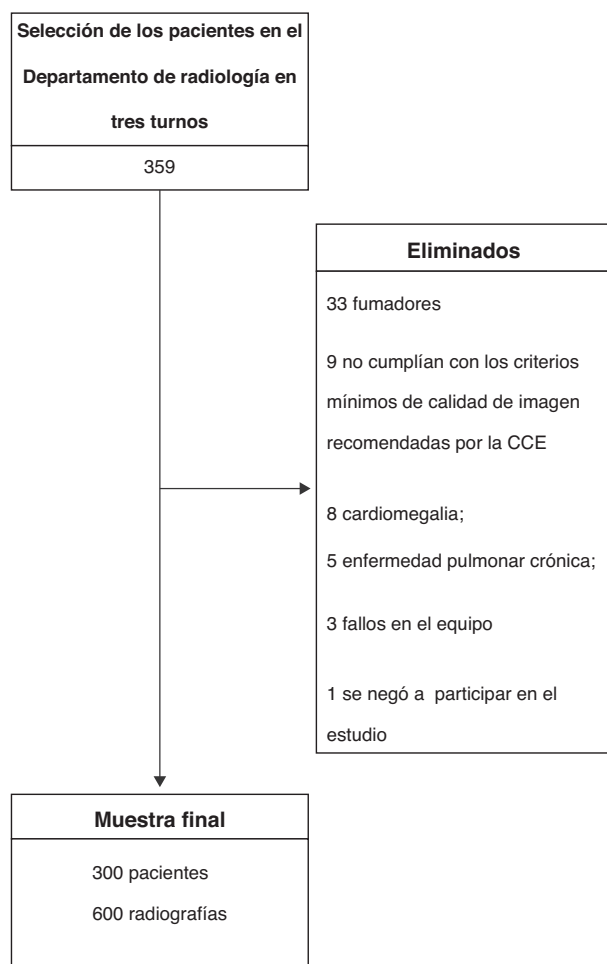 Selección de los pacientes en el
Departamento de radiología en
tres turnos
359
Eliminados
33 fumadores
9 no cumplían con los criterios
mínimos de calidad de imagen
recomendadas por la CCE
8 cardiomegalia;
5 enfermedad pulmonar crónica;
3 fallos en el equipo
1 se negó a participar en el
estudio
Muestra final
300 pacientes
600 radiografías